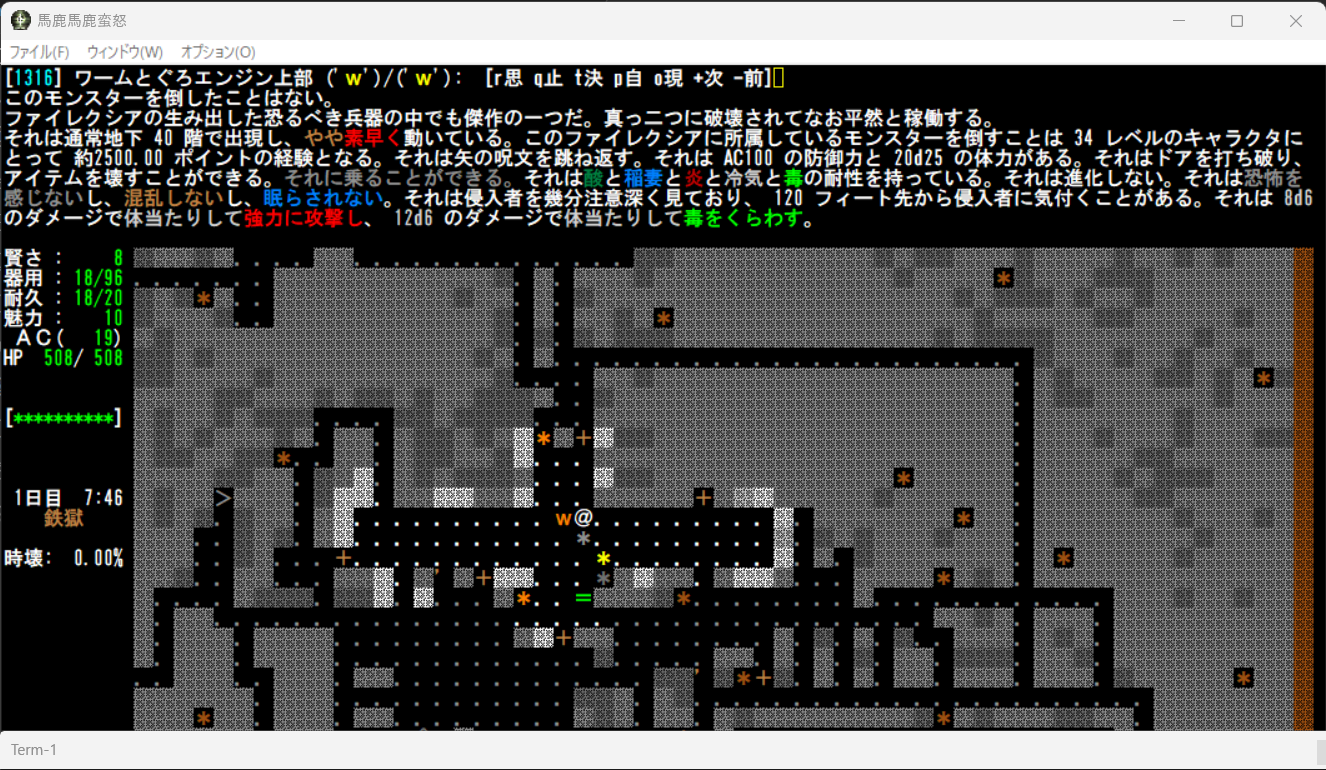 馬鹿馬鹿蛮怒
ファイル(F) ウィンドウ(W) オプション(O)
[1316] ワームとぐろエンジン上部 ('w')/('w'): [r思 q止 t決 p自 o現 +次 -前]
このモンスターを倒したことはない。
ファイレクシアの生み出した恐るべき兵器の中でも傑作の一つだ。真っ二つに破壊されてなお平然と稼働する。
それは通常地下 40 階で出現し、やや素早く動いている。このファイレクシアに所属しているモンスターを倒すことは 34 レベルのキャラクタに
とって 約2500.00 ポイントの経験となる。それは矢の呪文を跳ね返す。それは AC100 の防御力と 20d25 の体力がある。それはドアを打ち破り、
アイテムを壊すことができる。それに乗ることができる。それは酸と稲妻と炎と冷気と毒の耐性を持っている。それは進化しない。それは恐怖を
感じないし、混乱しないし、眠らされない。それは侵入者を幾分注意深く見ており、 120 フィート先から侵入者に気付くことがある。それは 8d6
のダメージで体当たりして強力に攻撃し、 12d6 のダメージで体当たりして毒をくらわす。
賢さ : 8
器用 : 18/96
耐久 : 18/20
魅力 : 10
AC( 19)
HP 508/ 508
[**********]
1日目 7:46
鉄獄
時壊: 0.00%
w@
Term-1